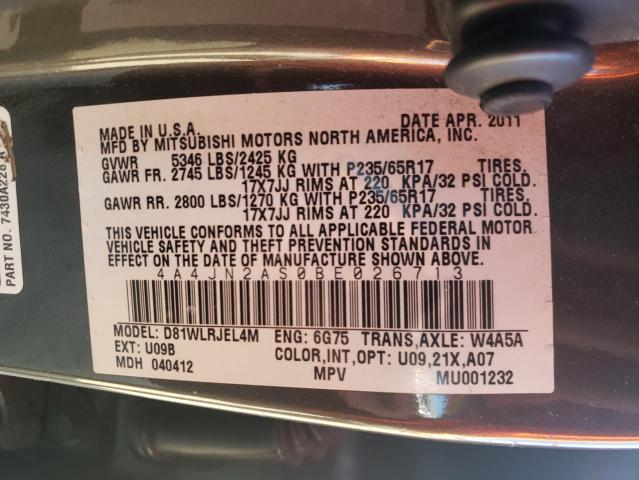 MADE IN U.S.A. DATE APR. 2011
MFD BY MITSUBISHI MOTORS NORTH AMERICA, INC.
GVWR 5346 LBS/2425 KG
GAWR FR. 2745 LBS/1245 KG WITH P235/65R17 TIRES,
17X7JJ RIMS AT 220 KPA/32 PSI COLD.
GAWR RR. 2800 LBS/1270 KG WITH P235/65R17 TIRES,
17X7JJ RIMS AT 220 KPA/32 PSI COLD.
THIS VEHICLE CONFORMS TO ALL APPLICABLE FEDERAL MOTOR
VEHICLE SAFETY AND THEFT PREVENTION STANDARDS IN
EFFECT ON THE DATE OF MANUFACTURE SHOWN ABOVE.
4A4JN2AS0BE026713
MODEL: D81WLRJEL4M ENG: 6G75 TRANS,AXLE: W4A5A
EXT: U09B COLOR,INT,OPT: U09,21X,A07
MDH 040412 MPV MU001232
PART NO. 7430A228